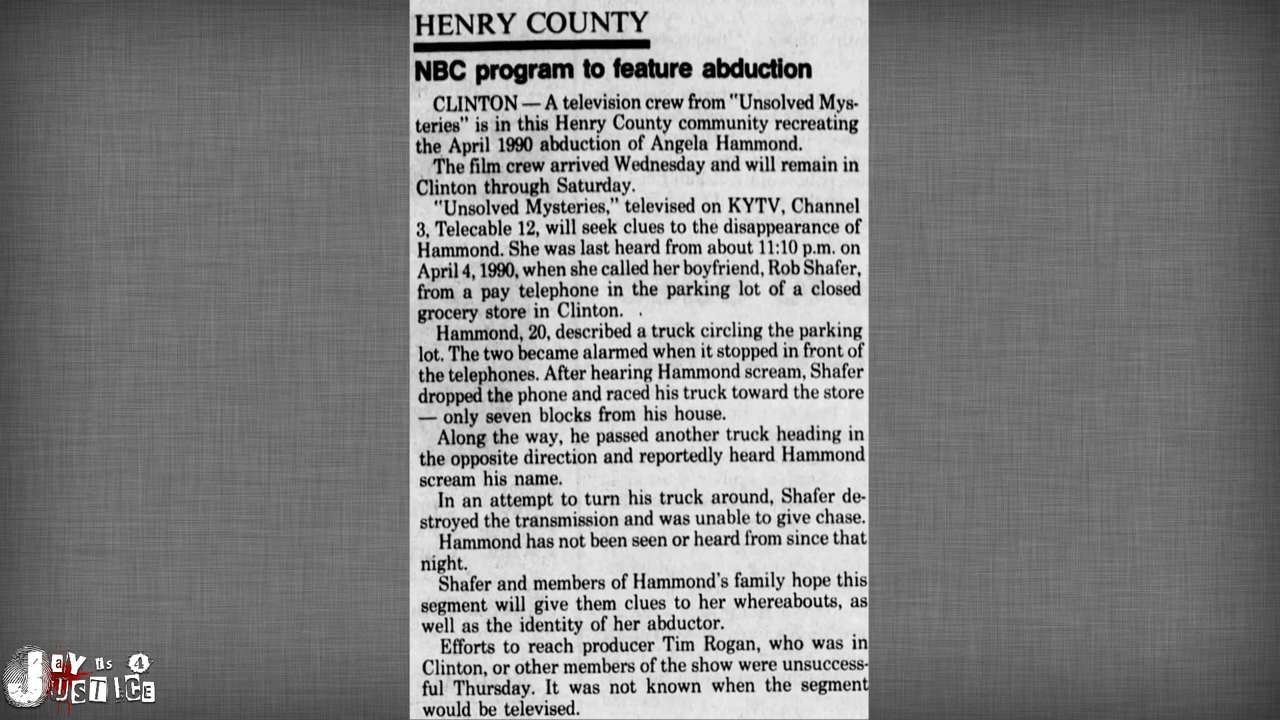 HENRY COUNTY
NBC program to feature abduction
CLINTON — A television crew from "Unsolved Mys-
teries" is in this Henry County community recreating
the April 1990 abduction of Angela Hammond.
The film crew arrived Wednesday and will remain in
Clinton through Saturday.
"Unsolved Mysteries," televised on KYTV, Channel
3, Telecable 12, will seek clues to the disappearance of
Hammond. She was last heard from about 11:10 p.m. on
April 4, 1990, when she called her boyfriend, Rob Shafer,
from a pay telephone in the parking lot of a closed
grocery store in Clinton.
Hammond, 20, described a truck circling the parking
lot. The two became alarmed when it stopped in front of
the telephones. After hearing Hammond scream, Shafer
dropped the phone and raced his truck toward the store
— only seven blocks from his house.
Along the way, he passed another truck heading in
the opposite direction and reportedly heard Hammond
scream his name.
In an attempt to turn his truck around, Shafer de-
stroyed the transmission and was unable to give chase.
Hammond has not been seen or heard from since that
night.
Shafer and members of Hammond's family hope this
segment will give them clues to her whereabouts, as
well as the identity of her abductor.
Efforts to reach producer Tim Rogan, who was in
Clinton, or other members of the show were unsuccess-
ful Thursday. It was not known when the segment
would be televised.
JAY IS 4
JUSTICE